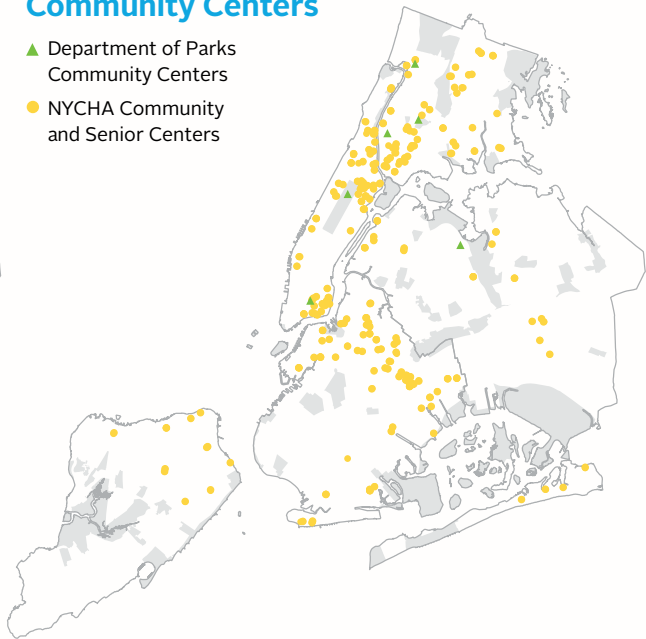 Community Centers
Department of Parks
Community Centers
NYCHA Community
and Senior Centers